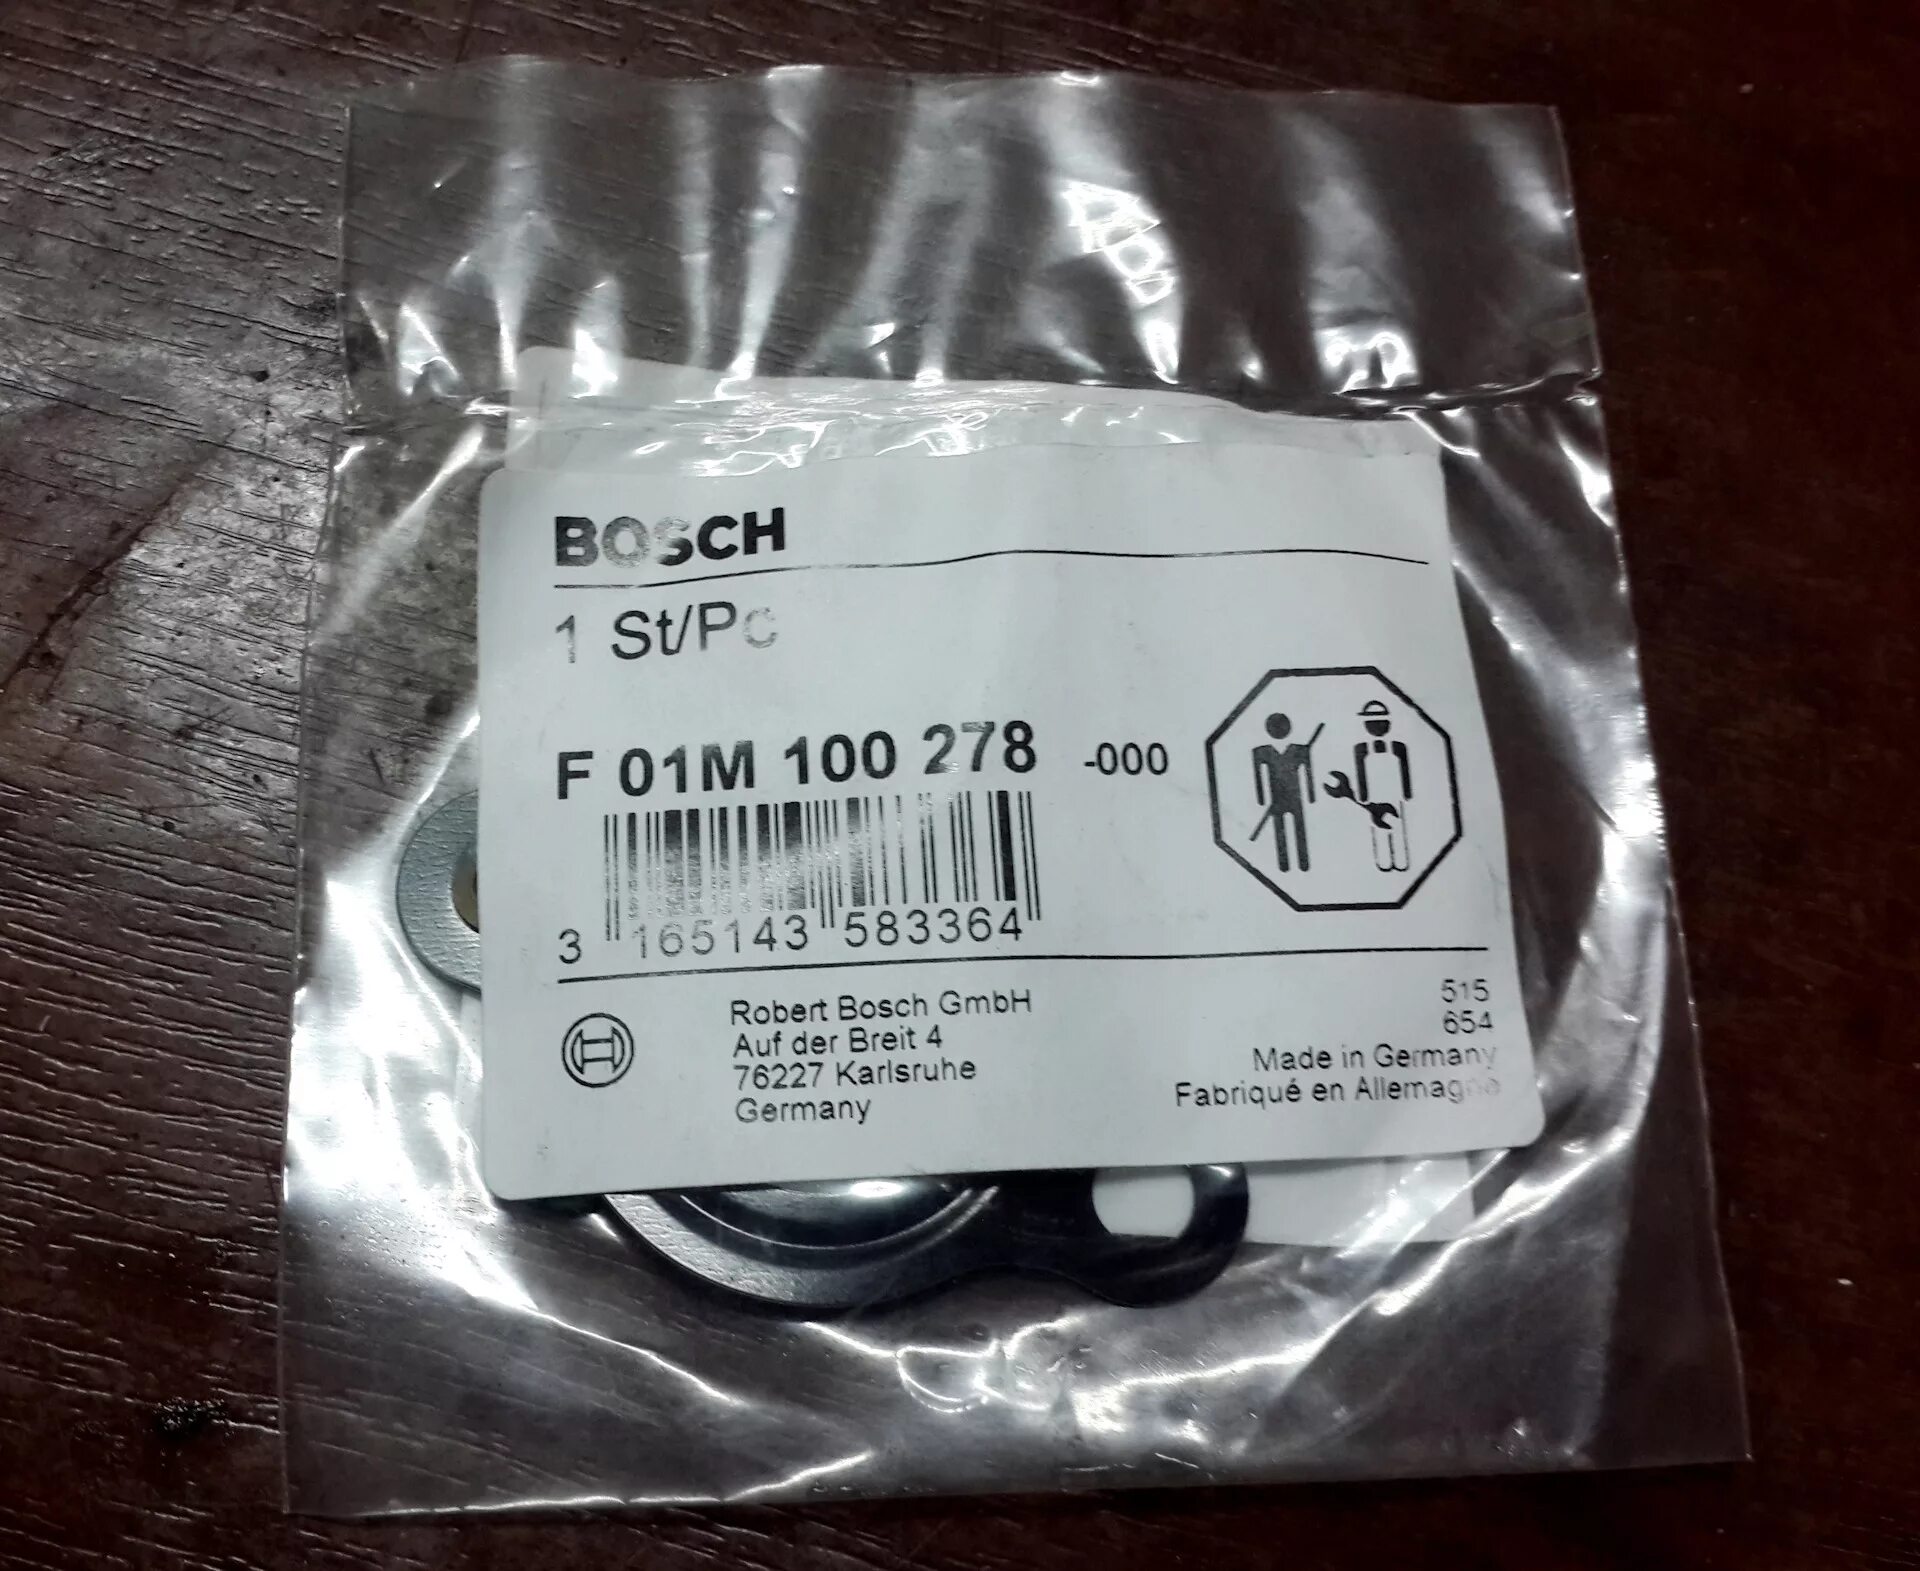 BOSCH
1 St/Pc
F 01M 100 278 -000
3 165143 583364
Robert Bosch GmbH
Auf der Breit 4
76227 Karlsruhe
Germany
515
654
Made in Germany
Fabriqué en Allemagne